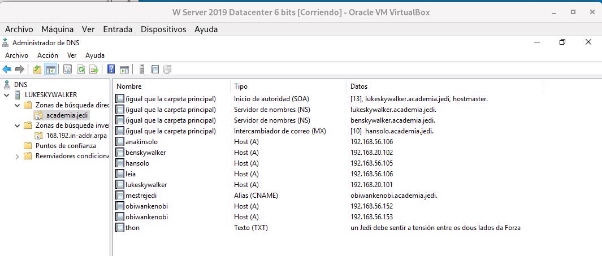 W Server 2019 Datacenter 6 bits [Corriendo] - Oracle VM VirtualBox
Archivo Máquina Ver Entrada Dispositivos Ayuda
Administrador de DNS
Archivo Acción Ver Ayuda
DNS
LUKESKYWALKER
Zonas de búsqueda direc
academia.jedi
Zonas de búsqueda inver
168.192.in-addr.arpa
Puntos de confianza
Reenviadores condiciona
Nombre Tipo Datos
(igual que la carpeta principal) Inicio de autoridad (SOA) [13], lukeskywalker.academia.jedi, hostmaster.
(igual que la carpeta principal) Servidor de nombres (NS) lukeskywalker.academia.jedi.
(igual que la carpeta principal) Servidor de nombres (NS) benskywalker.academia.jedi.
(igual que la carpeta principal) Intercambiador de correo (MX) [10] hansolo.academia.jedi.
anakinsolo Host (A) 192.168.56.106
benskywalker Host (A) 192.168.20.102
hansolo Host (A) 192.168.56.105
leia Host (A) 192.168.56.106
lukeskywalker Host (A) 192.168.20.101
mestrejedi Alias (CNAME) obiwankenobi.academia.jedi.
obiwankenobi Host (A) 192.168.56.152
obiwankenobi Host (A) 192.168.56.153
thon Texto (TXT) un Jedi debe sentir a tensión entre os dous lados da Forza